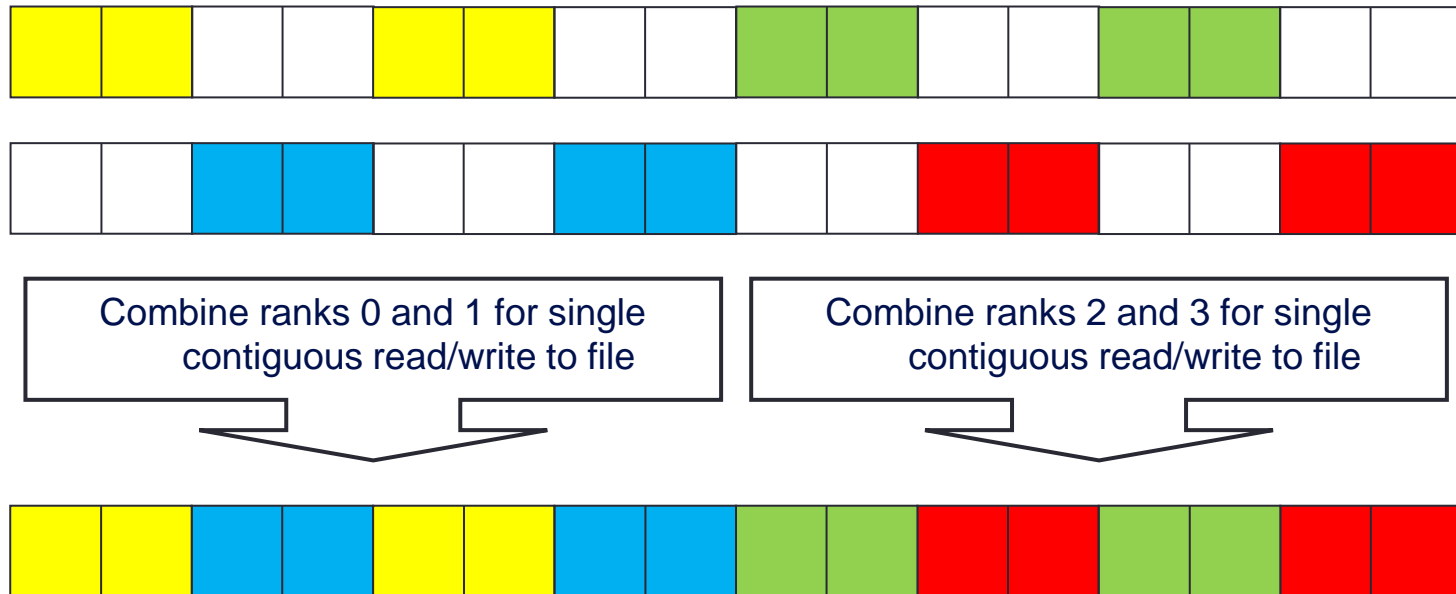 Combine ranks 0 and 1 for single
contiguous read/write to file
Combine ranks 2 and 3 for single
contiguous read/write to file